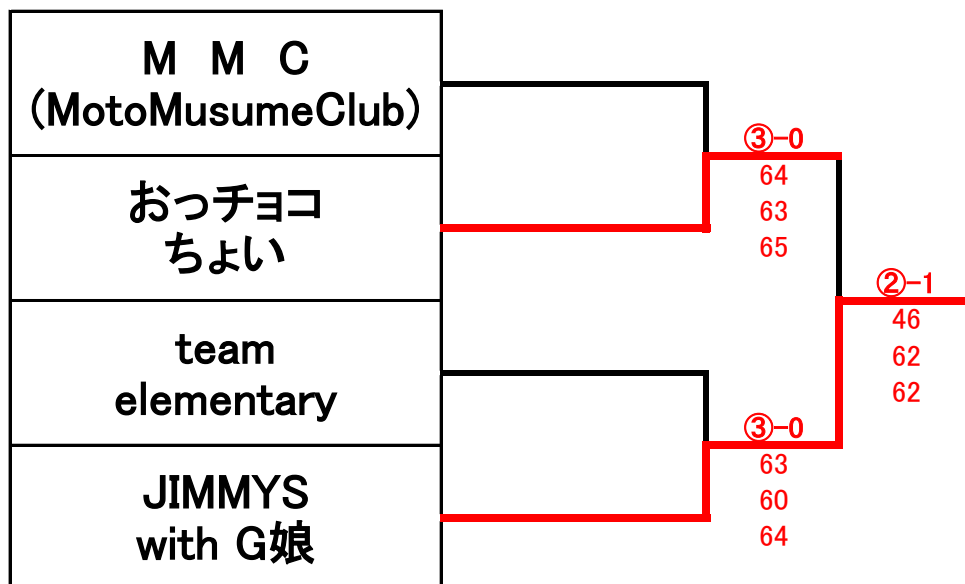 M　M　C
(MotoMusumeClub)
おっチョコ
ちょい
team
elementary
JIMMYS
with G娘
③-0
64
63
65
③-0
63
60
64
②-1
46
62
62